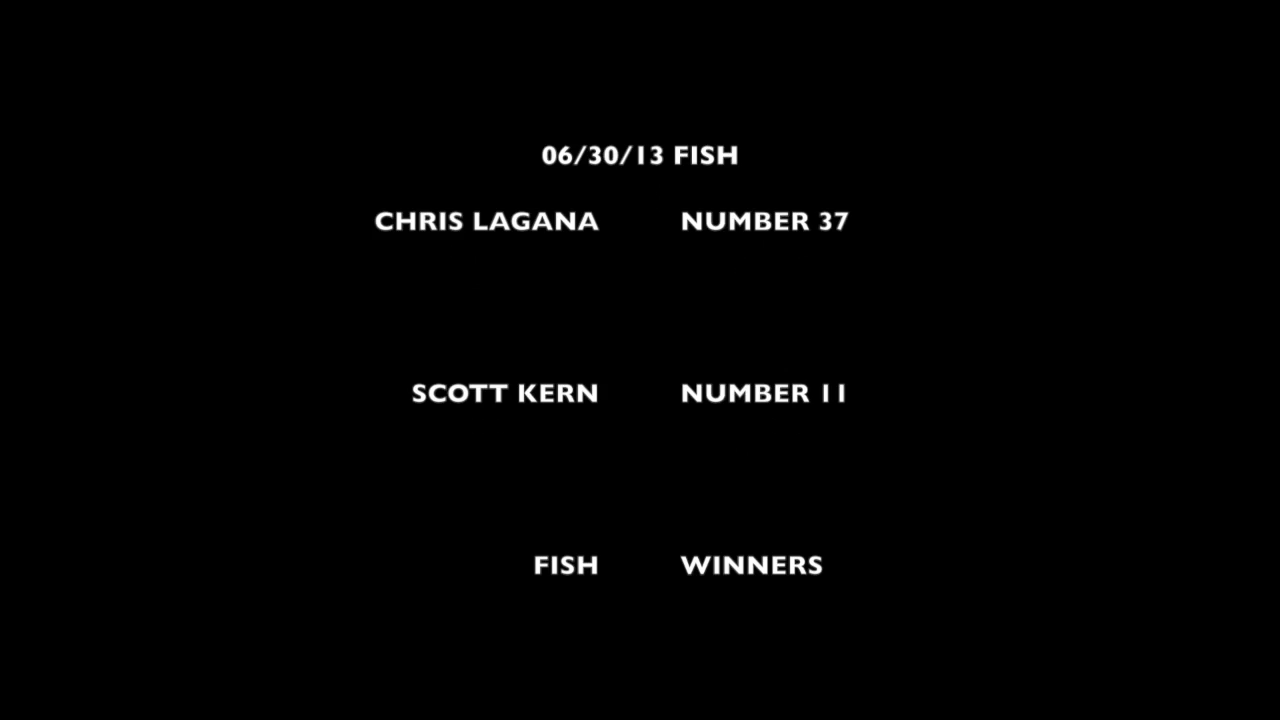 06/30/13 FISH
CHRIS LAGANA NUMBER 37
SCOTT KERN NUMBER 11
FISH WINNERS